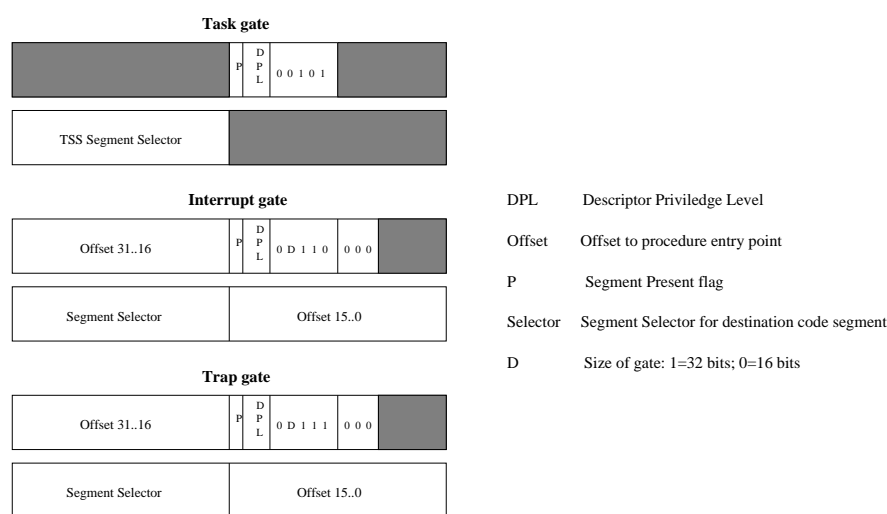 Task gate
P DPL 0 0 1 0 1
TSS Segment Selector
Interrupt gate
Offset 31..16 P DPL 0 D 1 1 0 0 0 0
Segment Selector Offset 15..0
Trap gate
Offset 31..16 P DPL 0 D 1 1 1 0 0 0
Segment Selector Offset 15..0
DPL Descriptor Priviledge Level
Offset Offset to procedure entry point
P Segment Present flag
Selector Segment Selector for destination code segment
D Size of gate: 1=32 bits; 0=16 bits